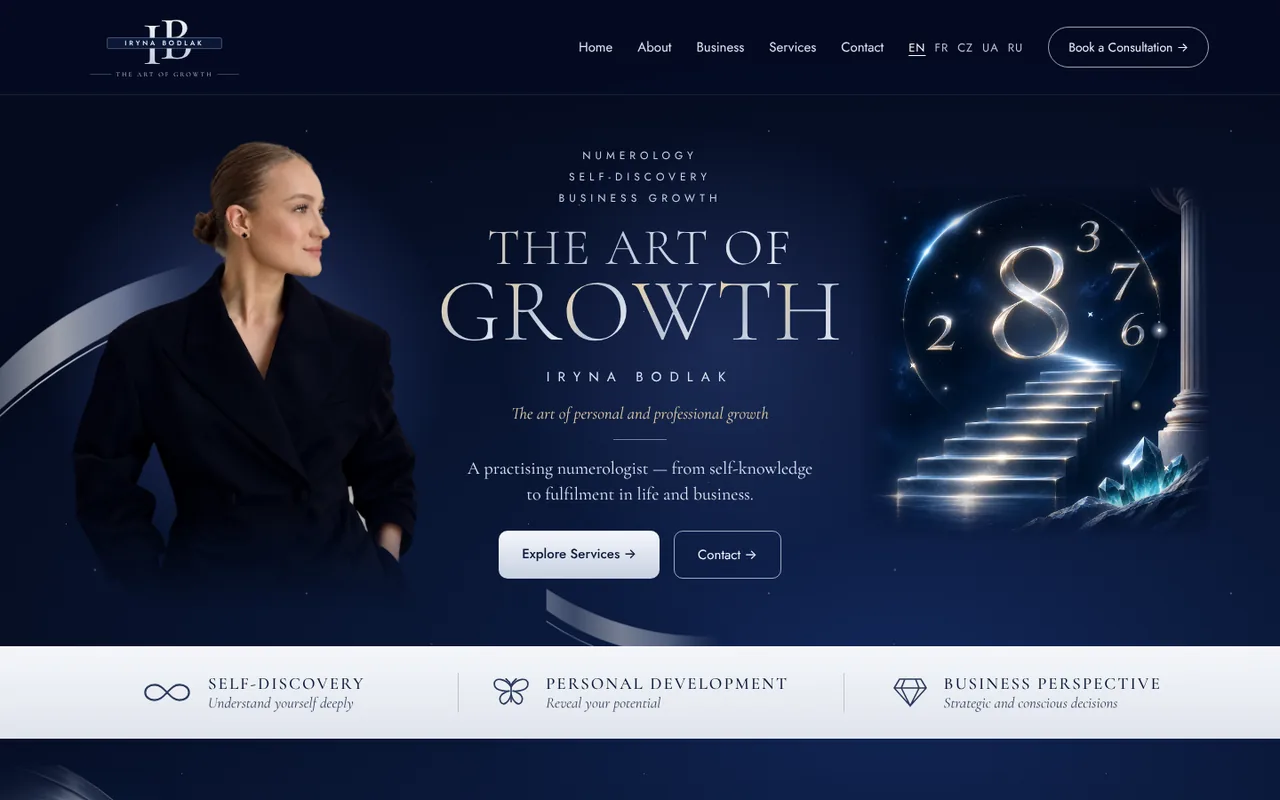 IB
IRYNA BODLAK
THE ART OF GROWTH
Home
About
Business
Services
Contact
EN FR CZ UA RU
Book a Consultation →
NUMEROLOGY
SELF-DISCOVERY
BUSINESS GROWTH
THE ART OF
GROWTH
IRYNA BODLAK
The art of personal and professional growth
A practising numerologist — from self-knowledge
to fulfilment in life and business.
Explore Services →
Contact →
3
8
7
2
6
SELF-DISCOVERY
Understand yourself deeply
PERSONAL DEVELOPMENT
Reveal your potential
BUSINESS PERSPECTIVE
Strategic and conscious decisions